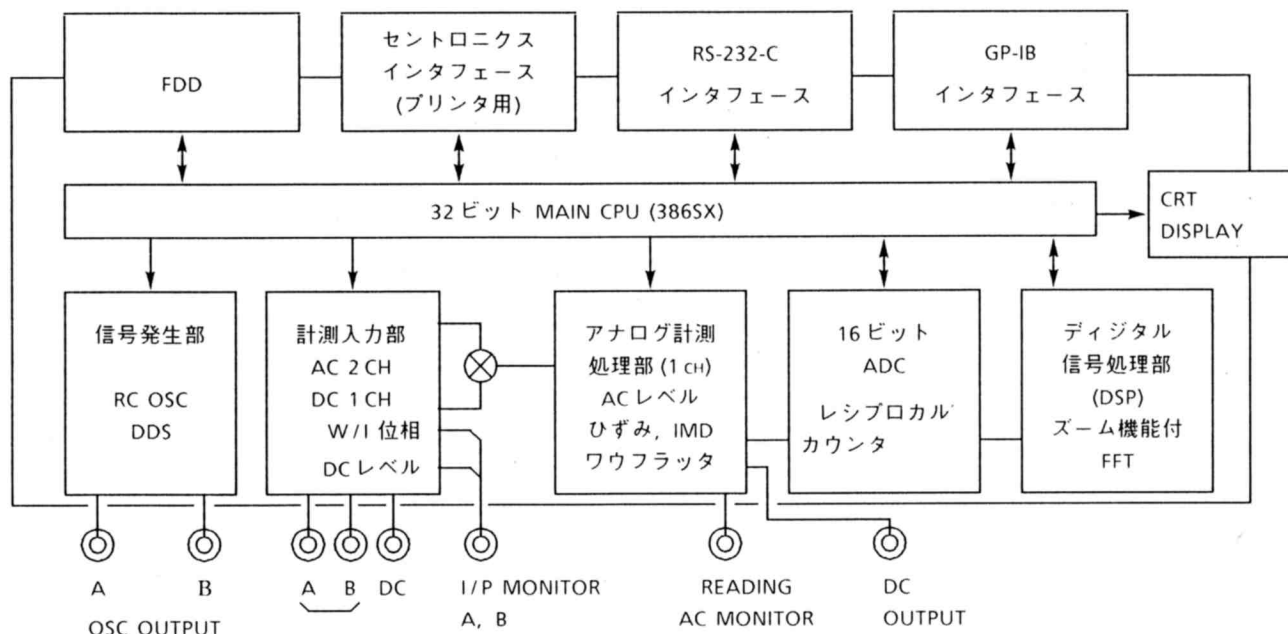 FDD
セントロニクス
インタフェース
(プリンタ用)
RS-232-C
インタフェース
GP-IB
インタフェース
32 ビット MAIN CPU (386SX)
CRT
DISPLAY
信号発生部
RC OSC
DDS
計測入力部
AC 2 CH
DC 1 CH
W/I 位相
DC レベル
アナログ計測
処理部 (1 CH)
AC レベル
ひずみ, IMD
ワウフラッタ
16 ビット
ADC
レシプロカル
カウンタ
ディジタル
信号処理部
(DSP)
ズーム機能付
FFT
A
B
OSC OUTPUT
A
B
DC
I/P MONITOR
A, B
READING
AC MONITOR
DC
OUTPUT